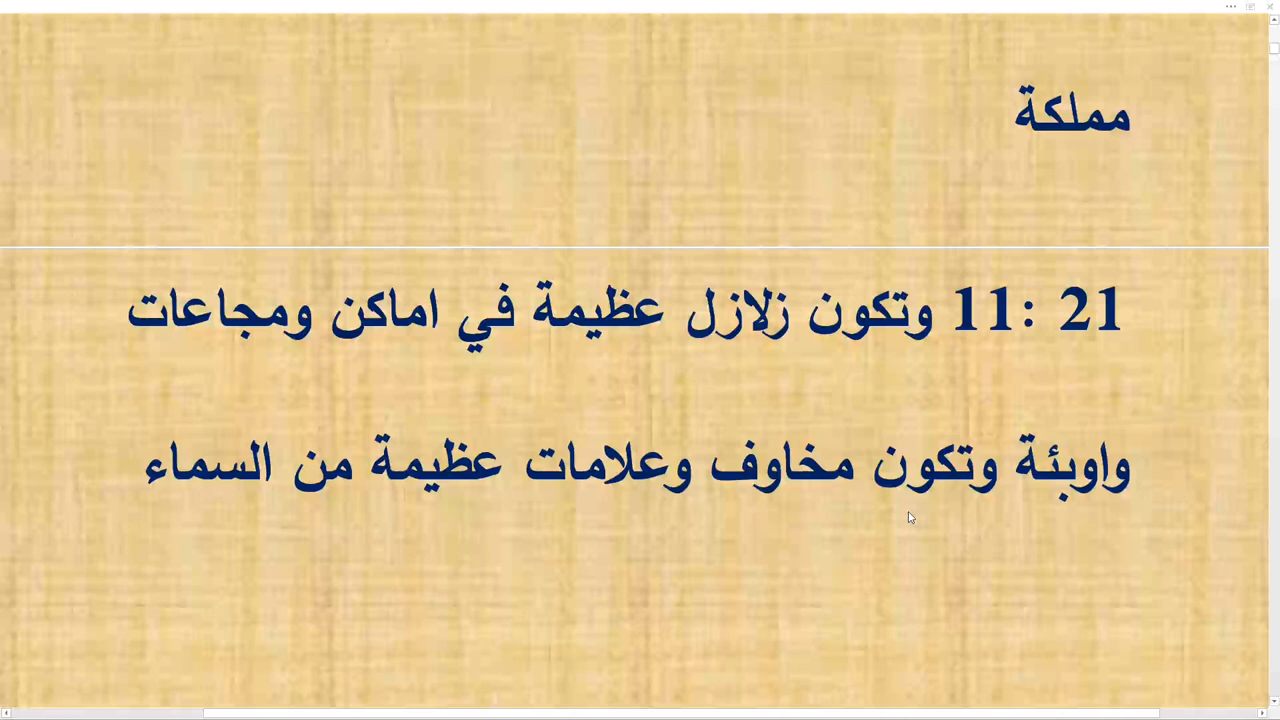 مملكة
21: 11 وتكون زلازل عظيمة في اماكن ومجاعات
واوبئة وتكون مخاوف وعلامات عظيمة من السماء